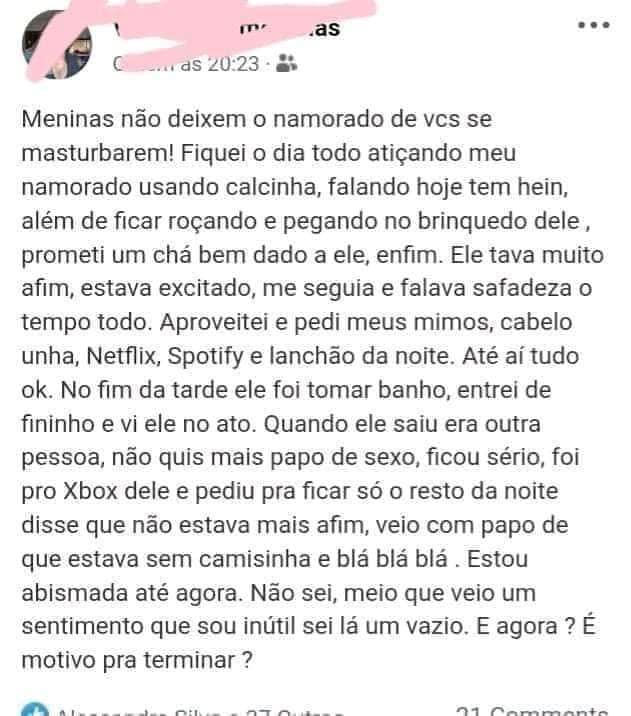 as 20:23
Meninas não deixem o namorado de vcs se
masturbarem! Fiquei o dia todo atiçando meu
namorado usando calcinha, falando hoje tem hein,
além de ficar roçando e pegando no brinquedo dele ,
prometi um chá bem dado a ele, enfim. Ele tava muito
afim, estava excitado, me seguia e falava safadeza o
tempo todo. Aproveitei e pedi meus mimos, cabelo
unha, Netflix, Spotify e lanchão da noite. Até aí tudo
ok. No fim da tarde ele foi tomar banho, entrei de
fininho e vi ele no ato. Quando ele saiu era outra
pessoa, não quis mais papo de sexo, ficou sério, foi
pro Xbox dele e pediu pra ficar só o resto da noite
disse que não estava mais afim, veio com papo de
que estava sem camisinha e blá blá blá . Estou
abismada até agora. Não sei, meio que veio um
sentimento que sou inútil sei lá um vazio. E agora ? É
motivo pra terminar ?
21 Comments